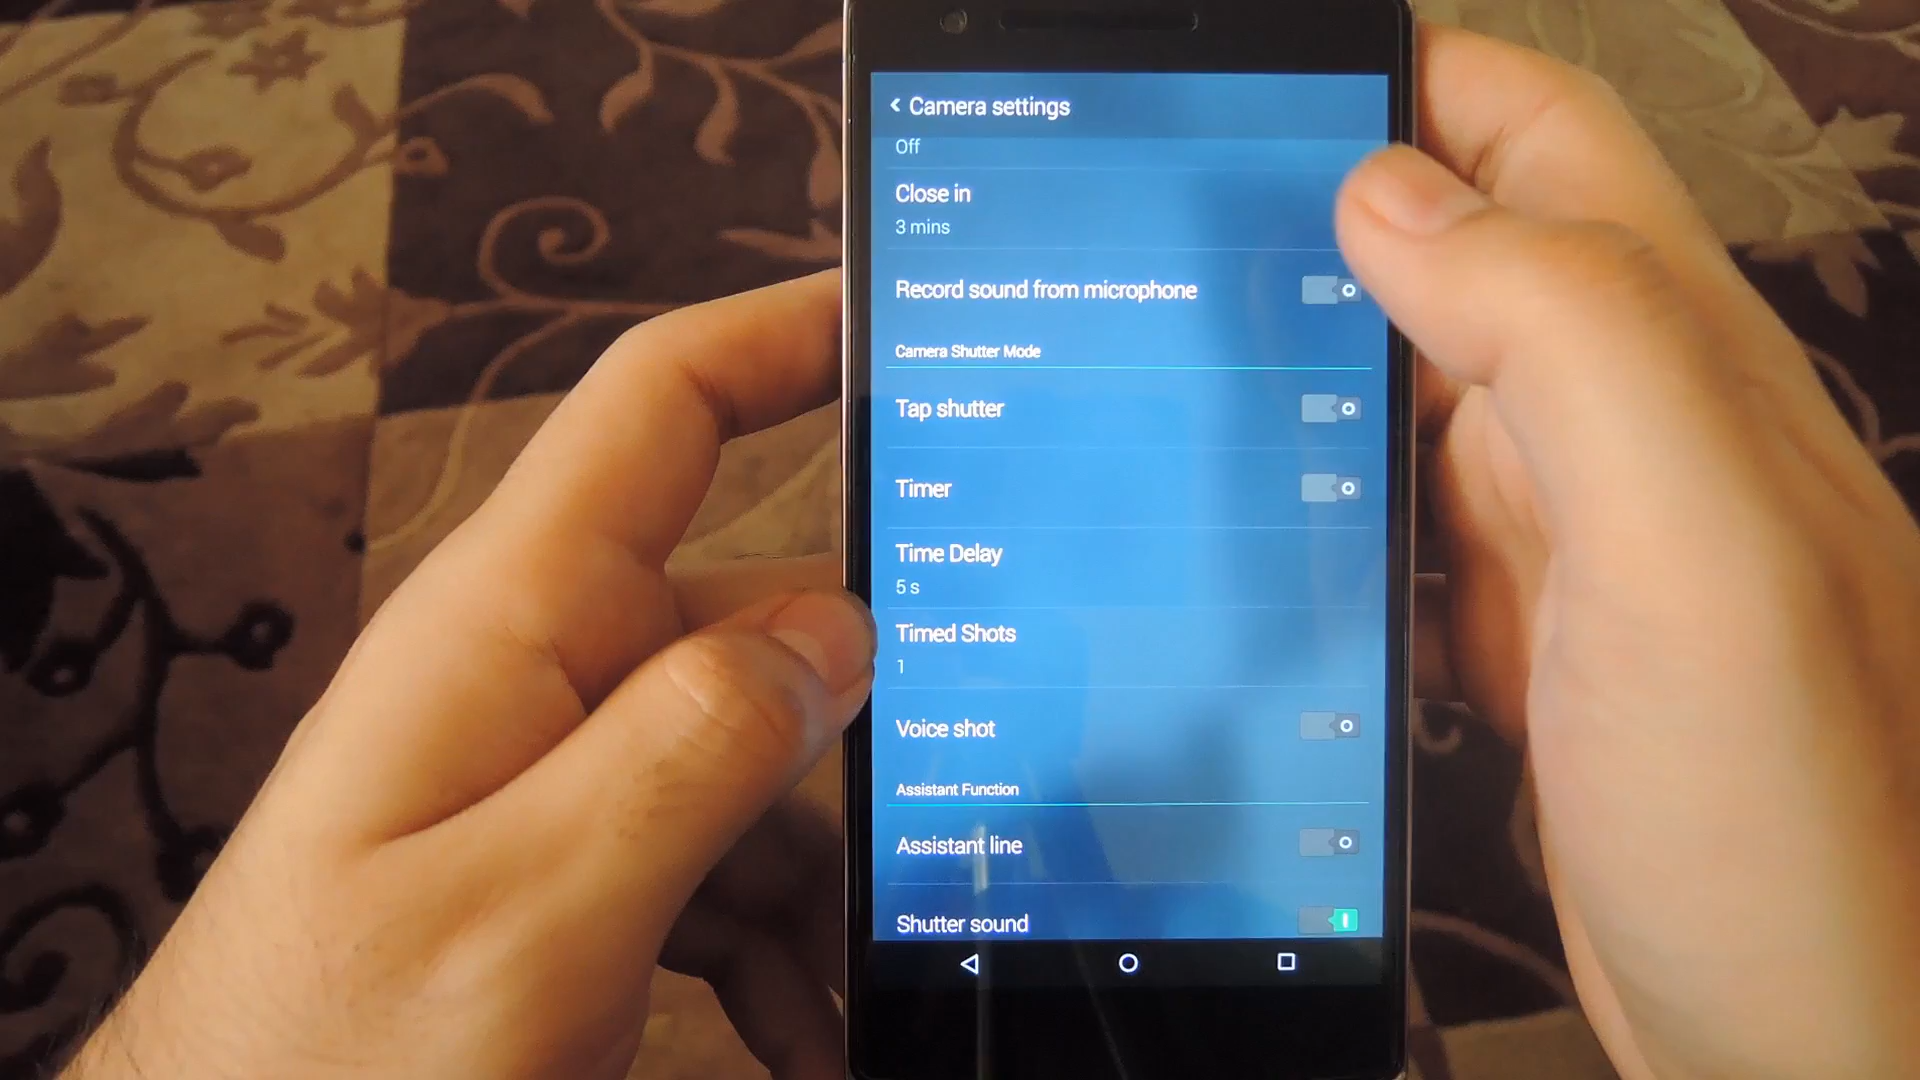 Camera settings
Off
Close in
3 mins
Record sound from microphone
Camera Shutter Mode
Tap shutter
Timer
Time Delay
5 s
Timed Shots
1
Voice shot
Assistant Function
Assistant line
Shutter sound